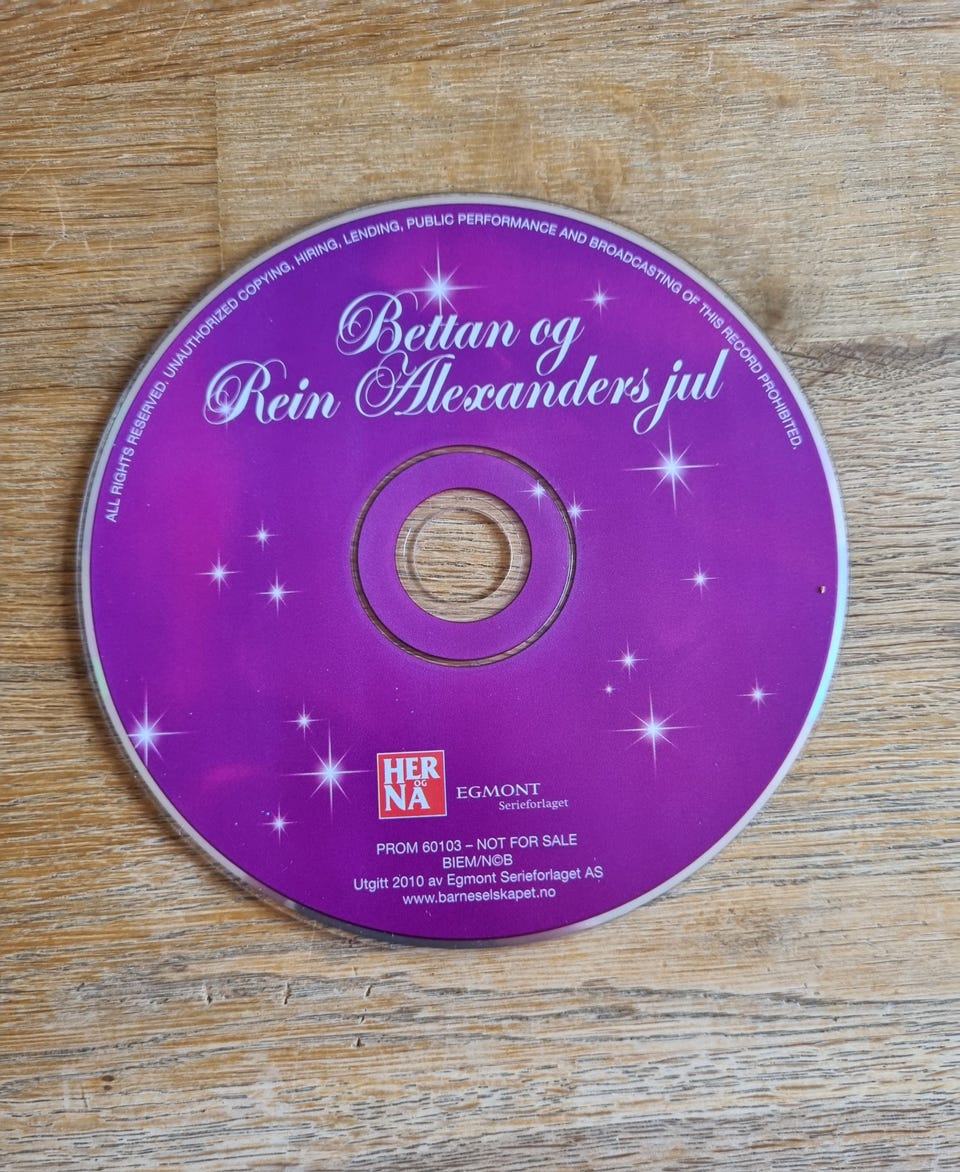 ALL RIGHTS RESERVED. UNAUTHORIZED COPYING, HIRING, LENDING, PUBLIC PERFORMANCE AND BROADCASTING OF THIS RECORD PROHIBITED.
Bettan og
Rein Alexanders jul
HER
OG
NÅ
EGMONT
Serieforlaget
PROM 60103 – NOT FOR SALE
BIEM/N©B
Utgitt 2010 av Egmont Serieforlaget AS
www.barneselskapet.no